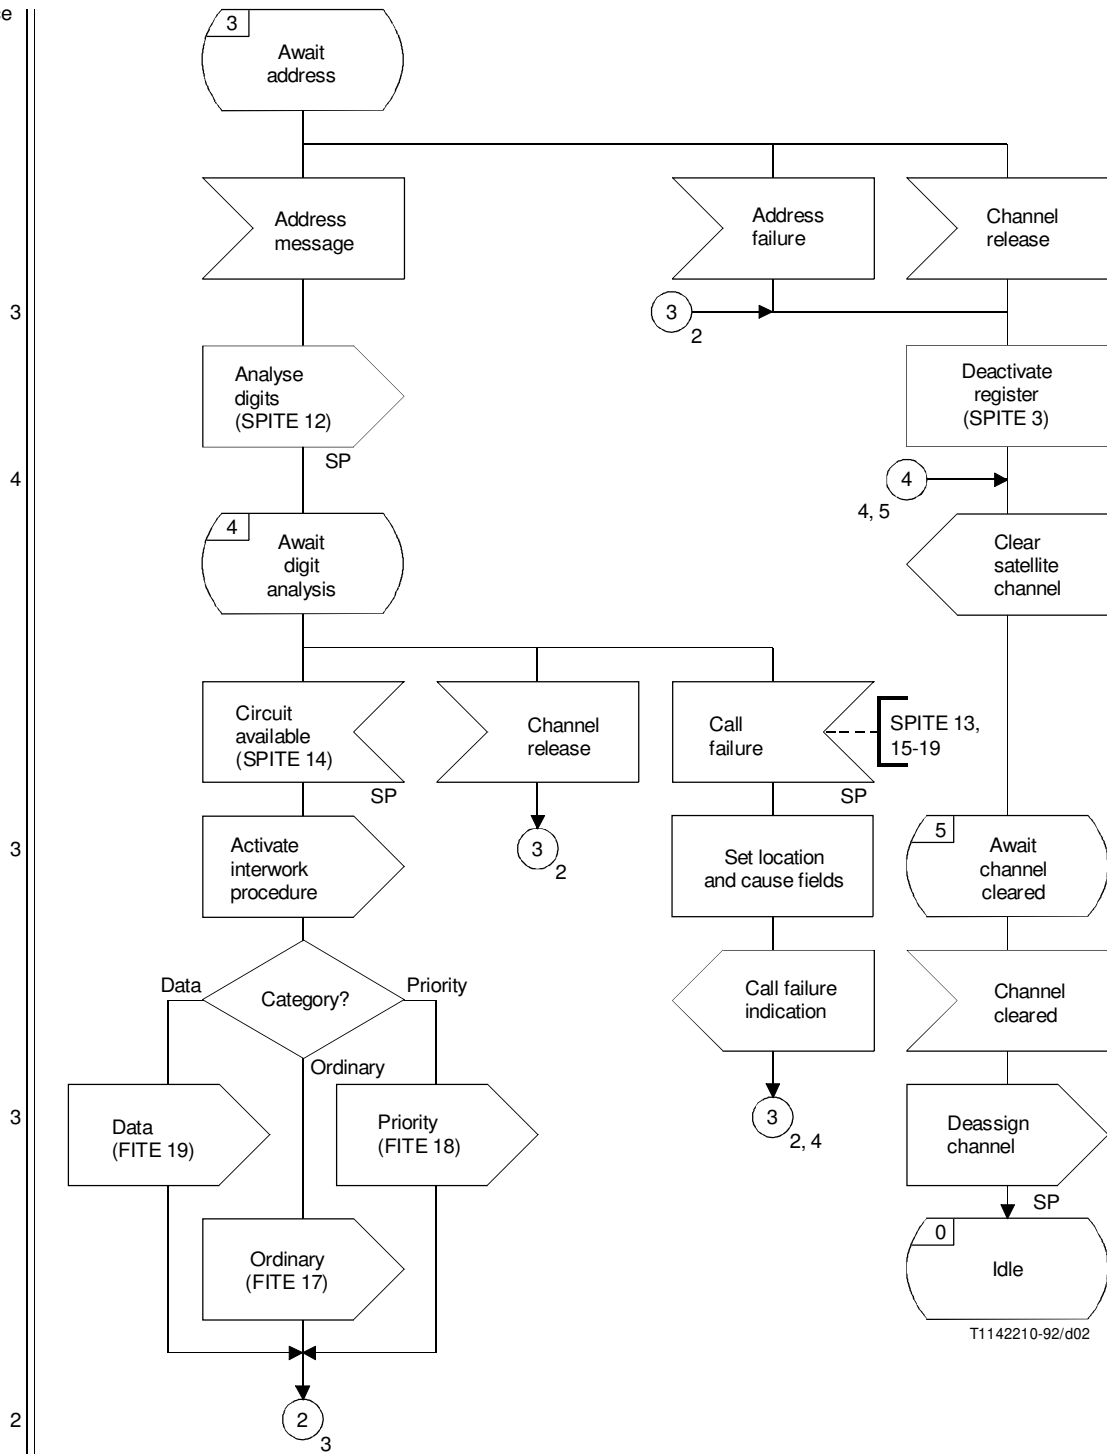 ce
3
Await
address
Address
message
Address
failure
Channel
release
3
3
2
Analyse
digits
(SPITE 12)
SP
Deactivate
register
(SPITE 3)
4
4
4, 5
4
Await
digit
analysis
Clear
satellite
channel
Circuit
available
(SPITE 14)
SP
Channel
release
Call
failure
SP
SPITE 13,
15-19
3
Activate
interwork
procedure
3
2
Set location
and cause fields
5
Await
channel
cleared
Data
Category?
Priority
Ordinary
Call failure
indication
Channel
cleared
3
Data
(FITE 19)
Priority
(FITE 18)
3
2, 4
Deassign
channel
SP
Ordinary
(FITE 17)
0
Idle
T1142210-92/d02
2
2
3